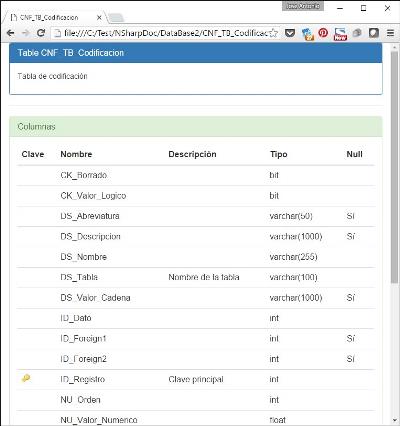 Jose Antonio
CNF_TB_Codificacion
file:///C:/Test/NSharpDoc/DataBase2/CNF_TB_Codificac
New
Table CNF_TB_Codificacion
Tabla de codificación
Columnas
Clave Nombre Descripción Tipo Null
CK_Borrado bit
CK_Valor_Logico bit
DS_Abreviatura varchar(50) Sí
DS_Descripcion varchar(1000) Sí
DS_Nombre varchar(255)
DS_Tabla Nombre de la tabla varchar(100)
DS_Valor_Cadena varchar(1000) Sí
ID_Dato int
ID_Foreign1 int Sí
ID_Foreign2 int Sí
ID_Registro Clave principal int
NU_Orden int
NU_Valor_Numerico float